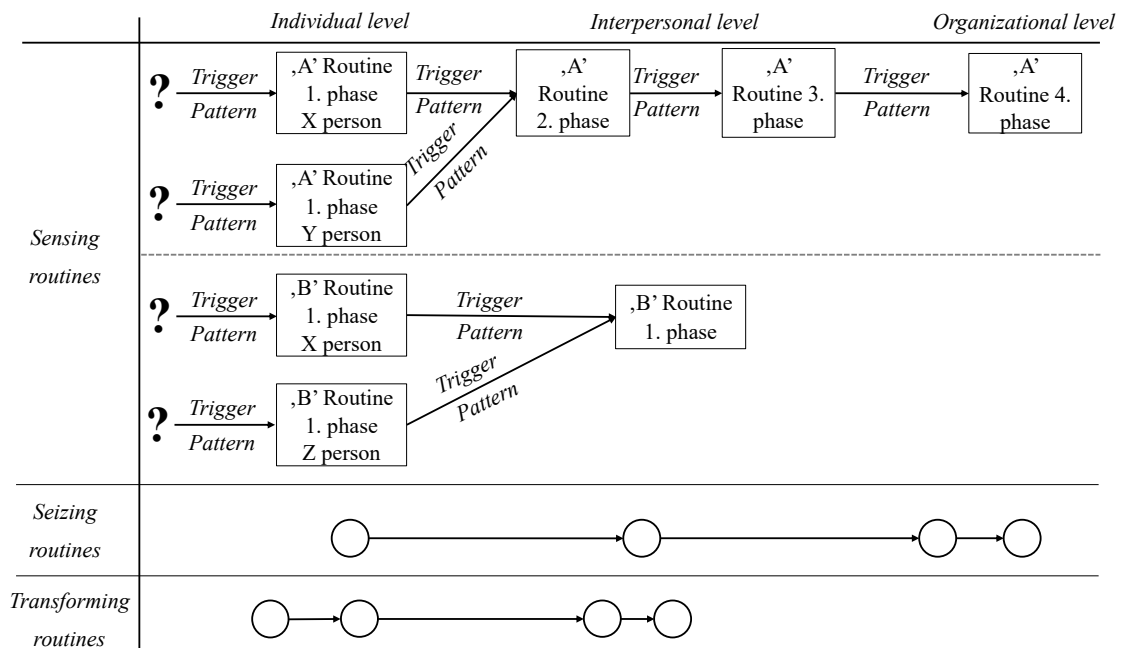 Individual level
Interpersonal level
Organizational level
Sensing
routines
?
Trigger
Pattern
‚A’ Routine
1. phase
X person
Trigger
Pattern
‚A’
Routine
2. phase
Trigger
Pattern
‚A’
Routine 3.
phase
Trigger
Pattern
‚A’
Routine 4.
phase
?
Trigger
Pattern
‚A’ Routine
1. phase
Y person
Trigger
Pattern
?
Trigger
Pattern
‚B’ Routine
1. phase
X person
Trigger
Pattern
‚B’ Routine
1. phase
?
Trigger
Pattern
‚B’ Routine
1. phase
Z person
Trigger
Pattern
Seizing
routines
Transforming
routines